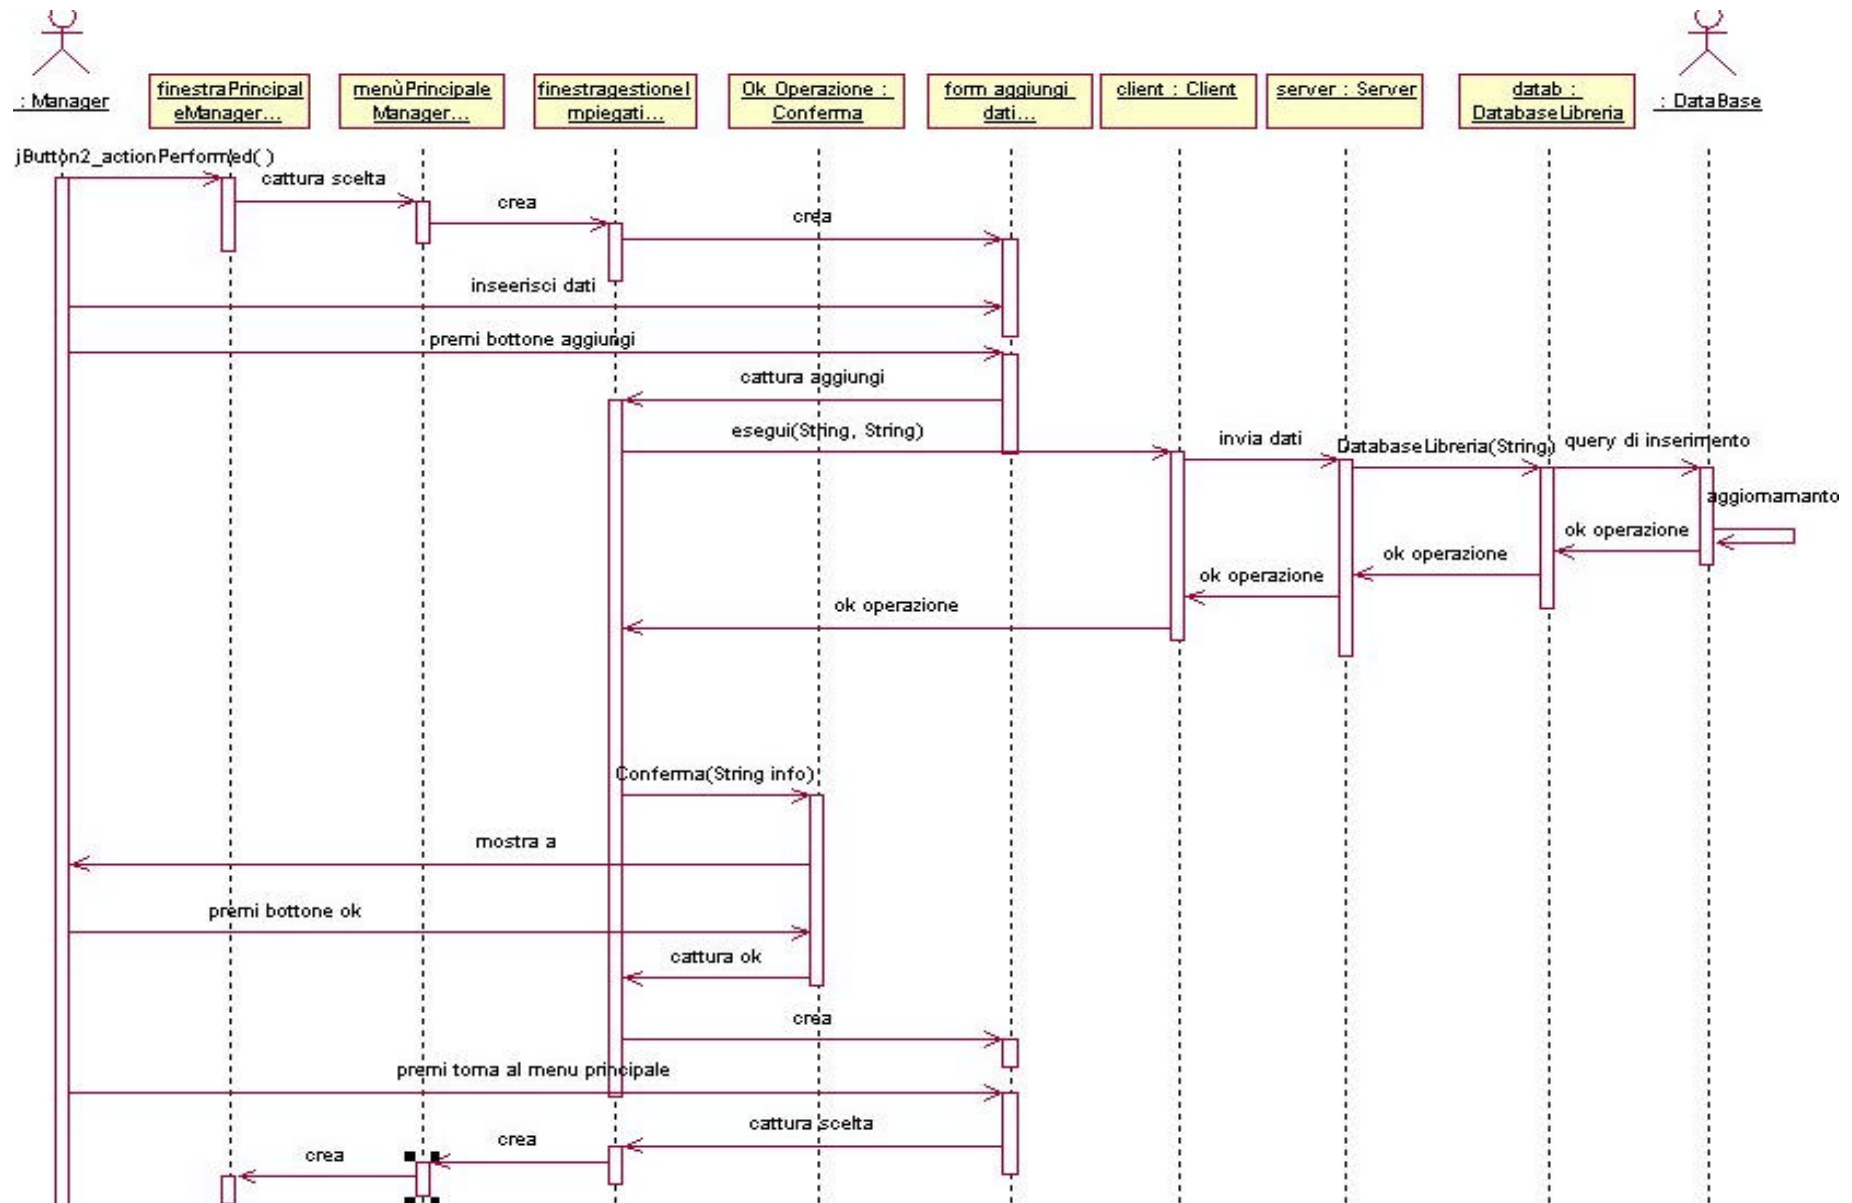 : Manager
finestraPrincipal
eManager...
menùPrincipale
Manager...
finestragestioneI
mpiegati...
Ok Operazione :
Conferma
form aggiungi
dati...
client : Client
server : Server
datab :
DatabaseLibreria
: DataBase
jButton2_actionPerformed( )
cattura scelta
crea
crea
inseerisci dati
premi bottone aggiungi
cattura aggiungi
esegui(String, String)
invia dati
DatabaseLibreria(String)
query di inserimento
aggiornamanto
ok operazione
ok operazione
ok operazione
ok operazione
Conferma(String info)
mostra a
premi bottone ok
cattura ok
crea
premi torna al menu principale
cattura scelta
crea
crea